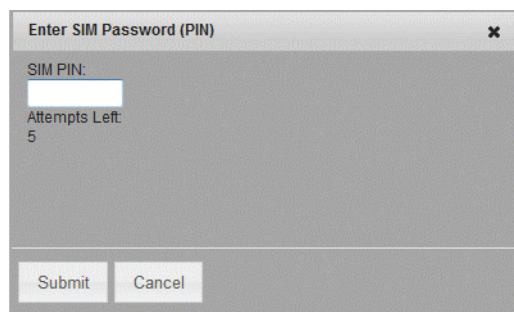 Enter SIM Password (PIN)
SIM PIN:
Attempts Left:
5
Submit Cancel